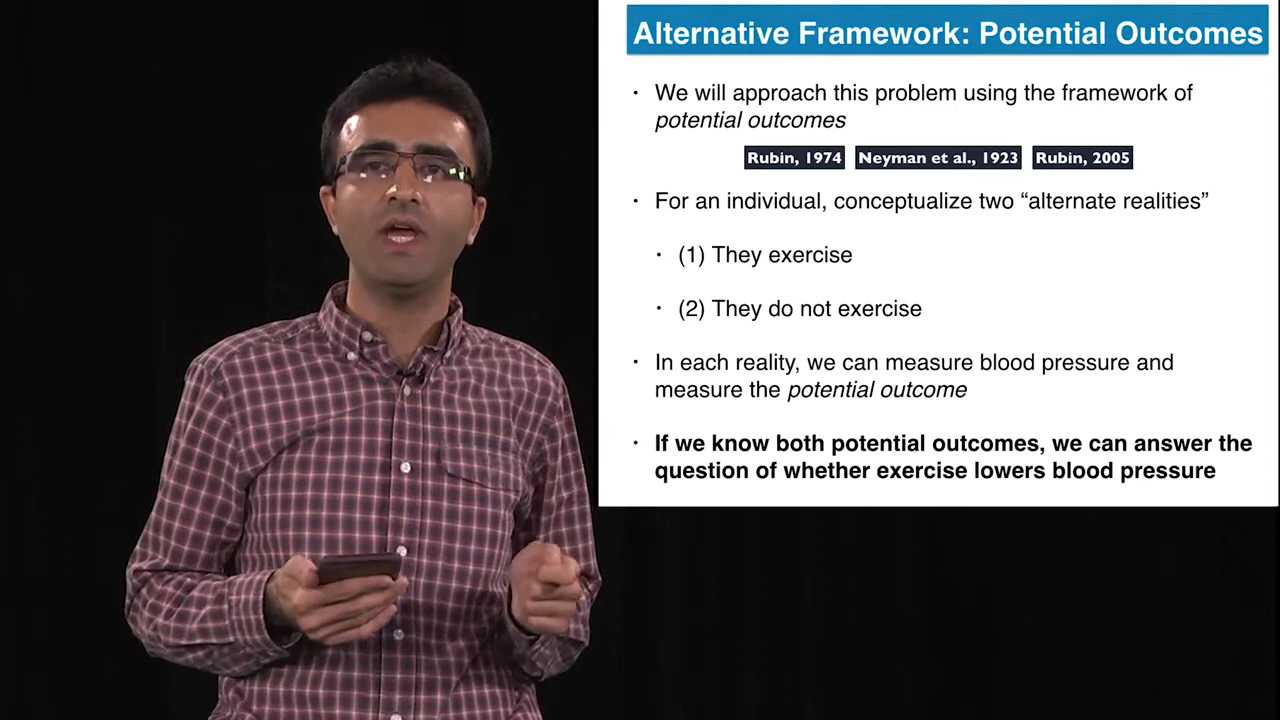 Alternative Framework: Potential Outcomes
• We will approach this problem using the framework of
potential outcomes
Rubin, 1974 Neyman et al., 1923 Rubin, 2005
• For an individual, conceptualize two “alternate realities”
• (1) They exercise
• (2) They do not exercise
• In each reality, we can measure blood pressure and
measure the potential outcome
• If we know both potential outcomes, we can answer the
question of whether exercise lowers blood pressure